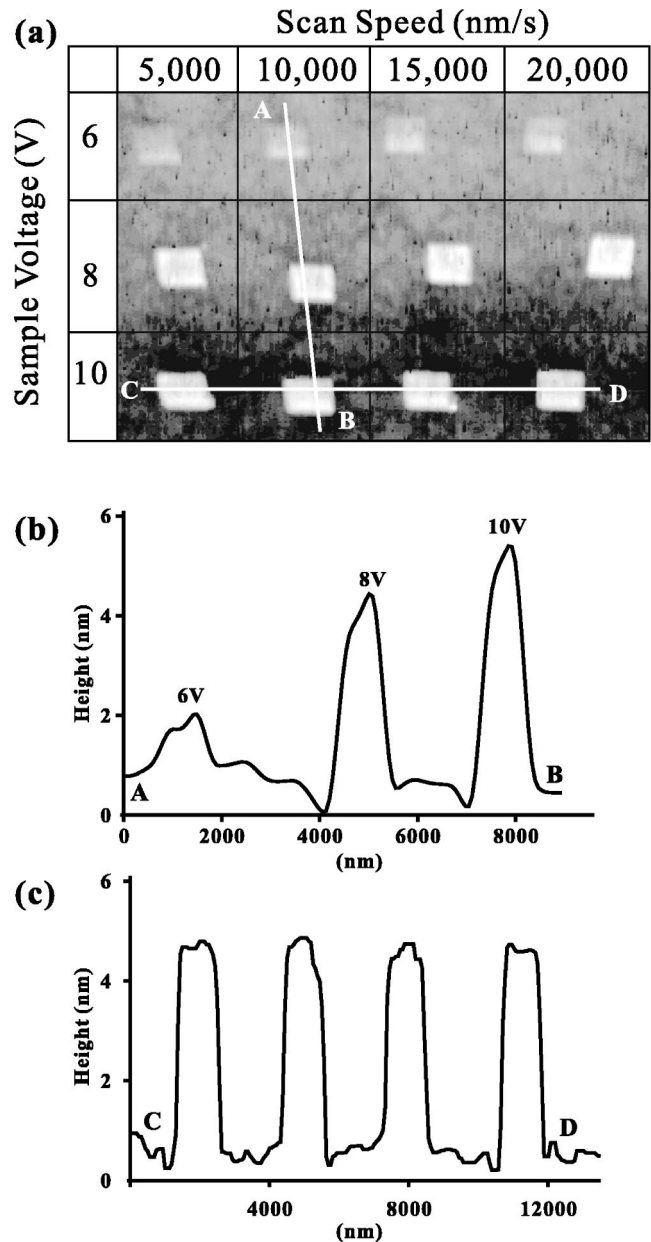 (a)
Scan Speed (nm/s)
5,000 10,000 15,000 20,000
Sample Voltage (V)
6
8
10
A
B
C
D
(b)
Height (nm)
6
4
2
0
6V
8V
10V
A
B
0 2000 4000 6000 8000
(nm)
(c)
Height (nm)
6
4
2
0
C
D
4000 8000 12000
(nm)